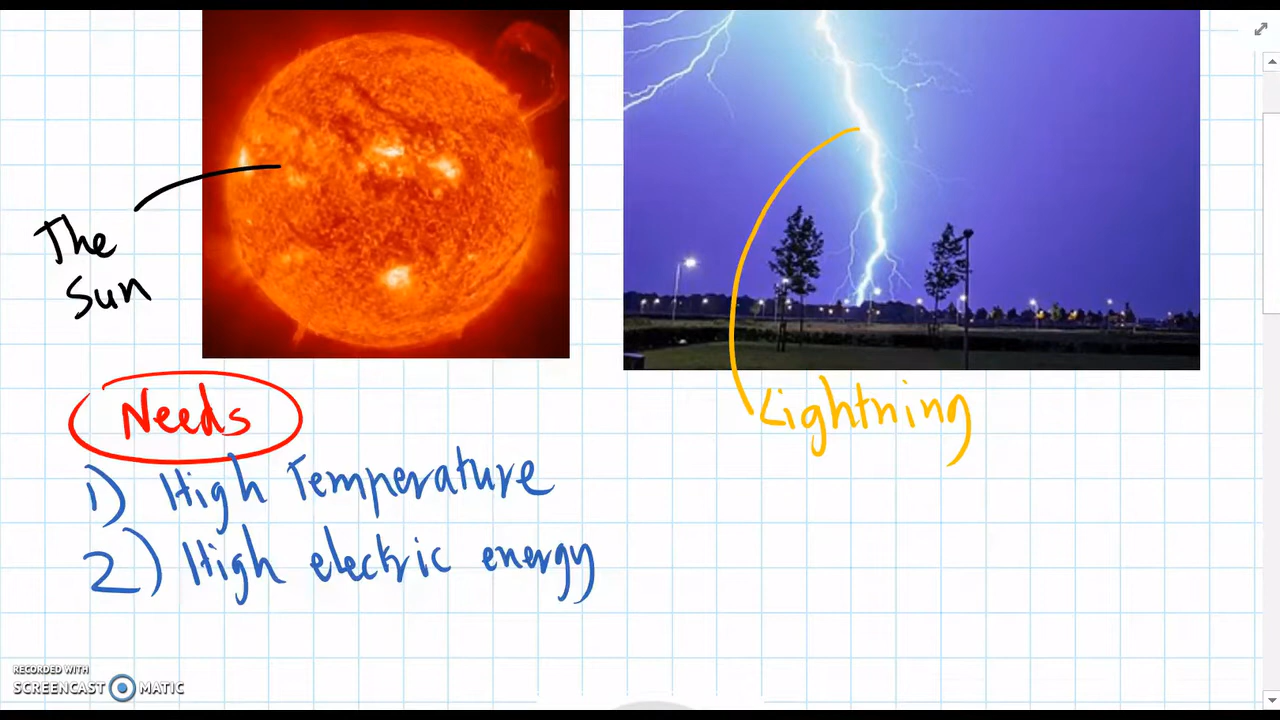 The
Sun
Lightning
Needs
1) High Temperature
2) High electric energy
RECORDED WITH
SCREENCAST MATIC